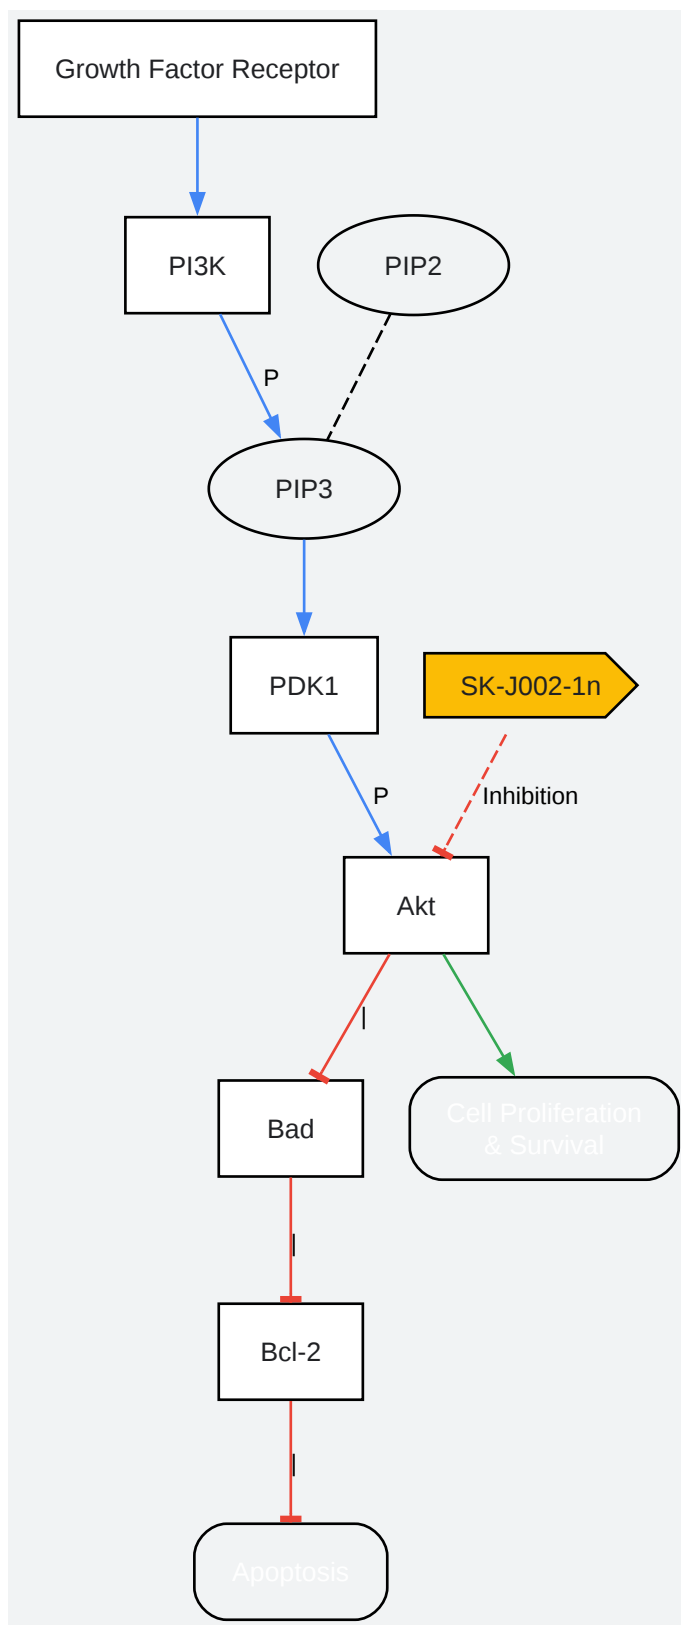 Growth Factor Receptor
PI3K
PIP2
P
PIP3
PDK1
SK-J002-1n
P
Inhibition
Akt
I
Bad
Cell Proliferation
& Survival
I
Bcl-2
I
Apoptosis